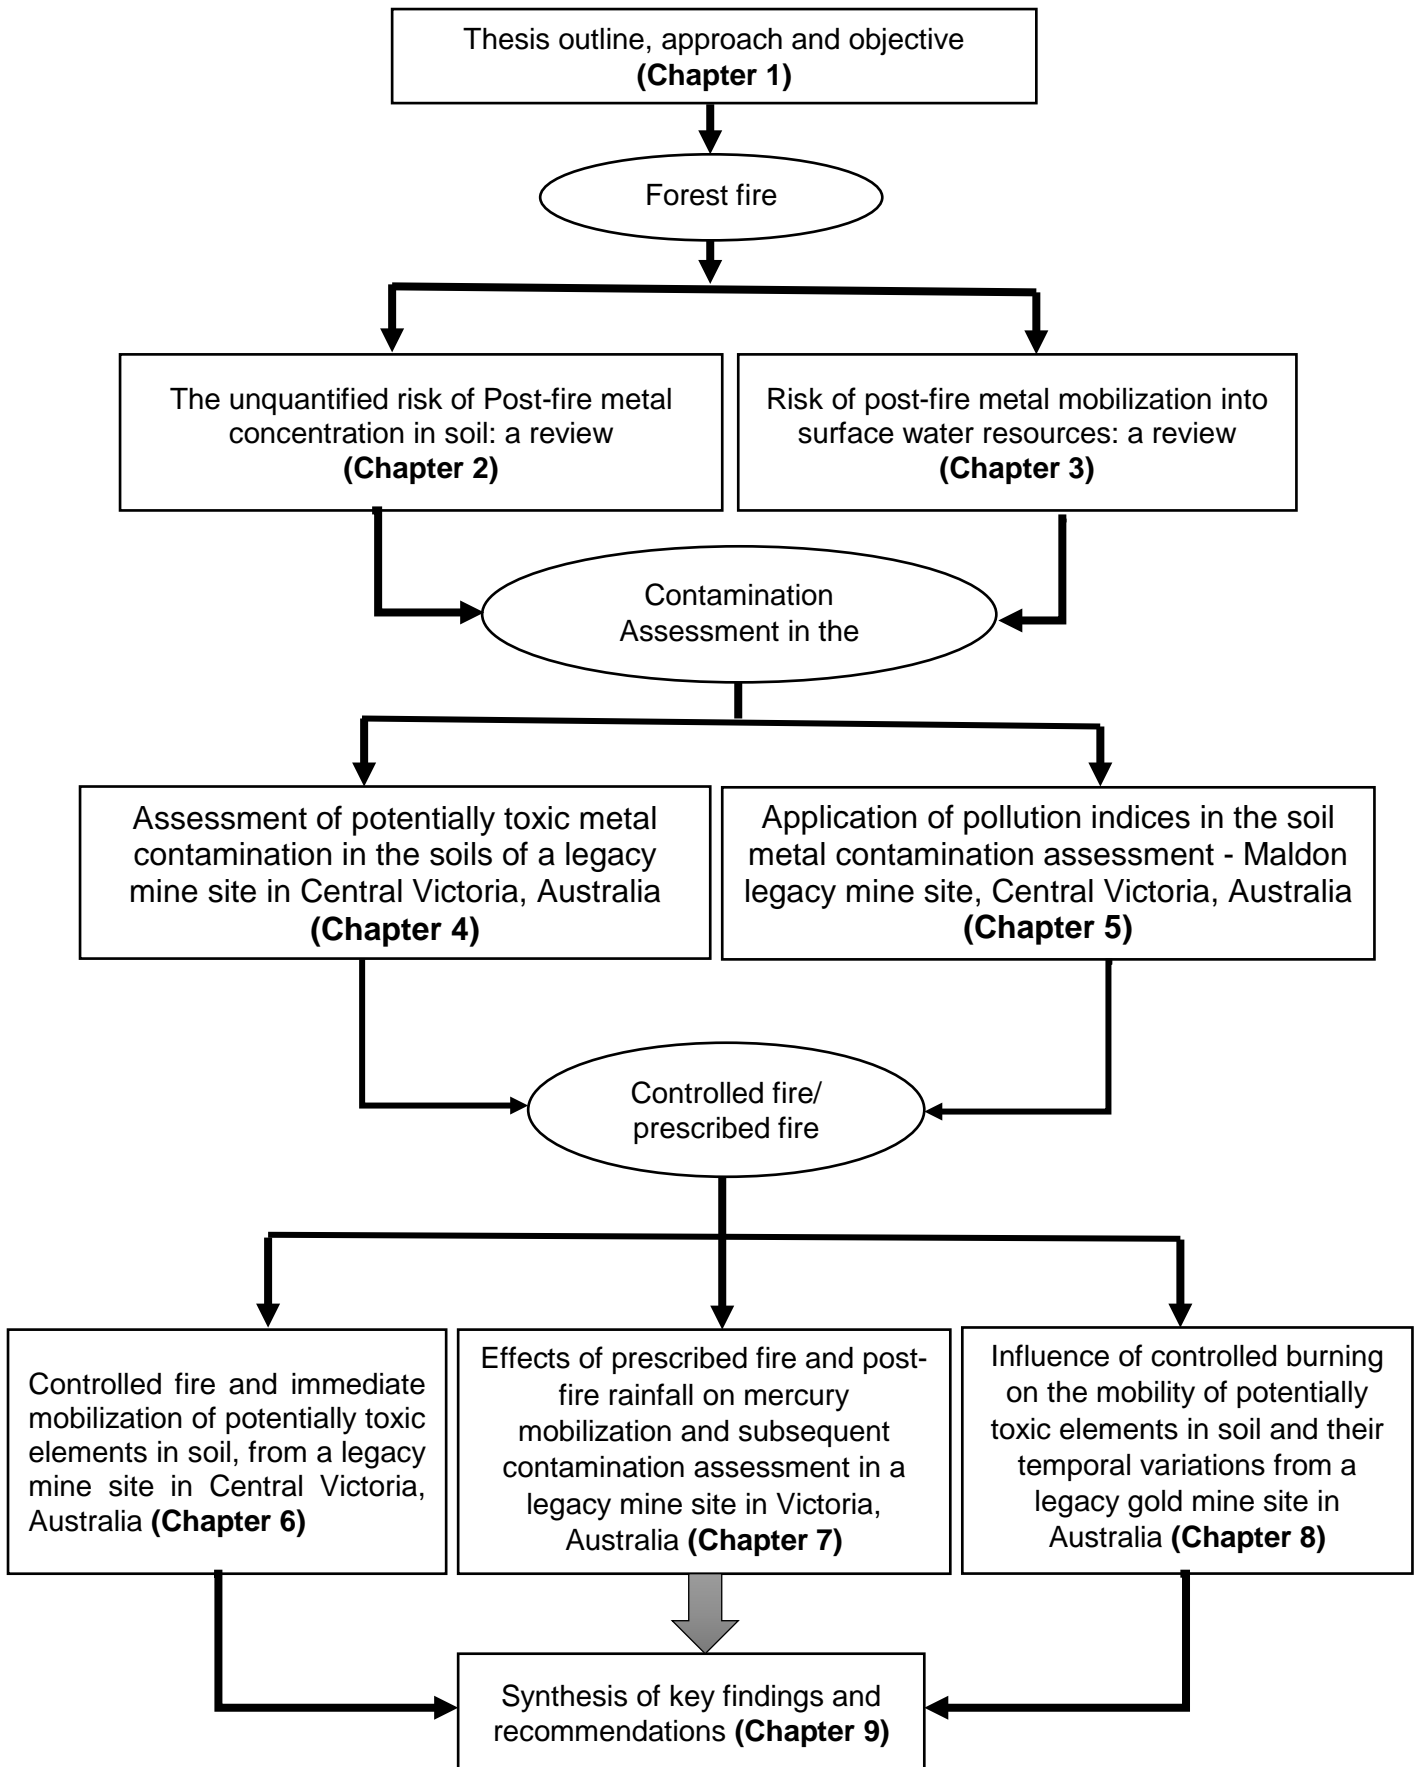 Thesis outline, approach and objective
(Chapter 1)
Forest fire
The unquantified risk of Post-fire metal
concentration in soil: a review
(Chapter 2)
Risk of post-fire metal mobilization into
surface water resources: a review
(Chapter 3)
Contamination
Assessment in the
Assessment of potentially toxic metal
contamination in the soils of a legacy
mine site in Central Victoria, Australia
(Chapter 4)
Application of pollution indices in the soil
metal contamination assessment - Maldon
legacy mine site, Central Victoria, Australia
(Chapter 5)
Controlled fire/
prescribed fire
Controlled fire and immediate
mobilization of potentially toxic
elements in soil, from a legacy
mine site in Central Victoria,
Australia (Chapter 6)
Effects of prescribed fire and post-
fire rainfall on mercury
mobilization and subsequent
contamination assessment in a
legacy mine site in Victoria,
Australia (Chapter 7)
Influence of controlled burning
on the mobility of potentially
toxic elements in soil and their
temporal variations from a
legacy gold mine site in
Australia (Chapter 8)
Synthesis of key findings and
recommendations (Chapter 9)